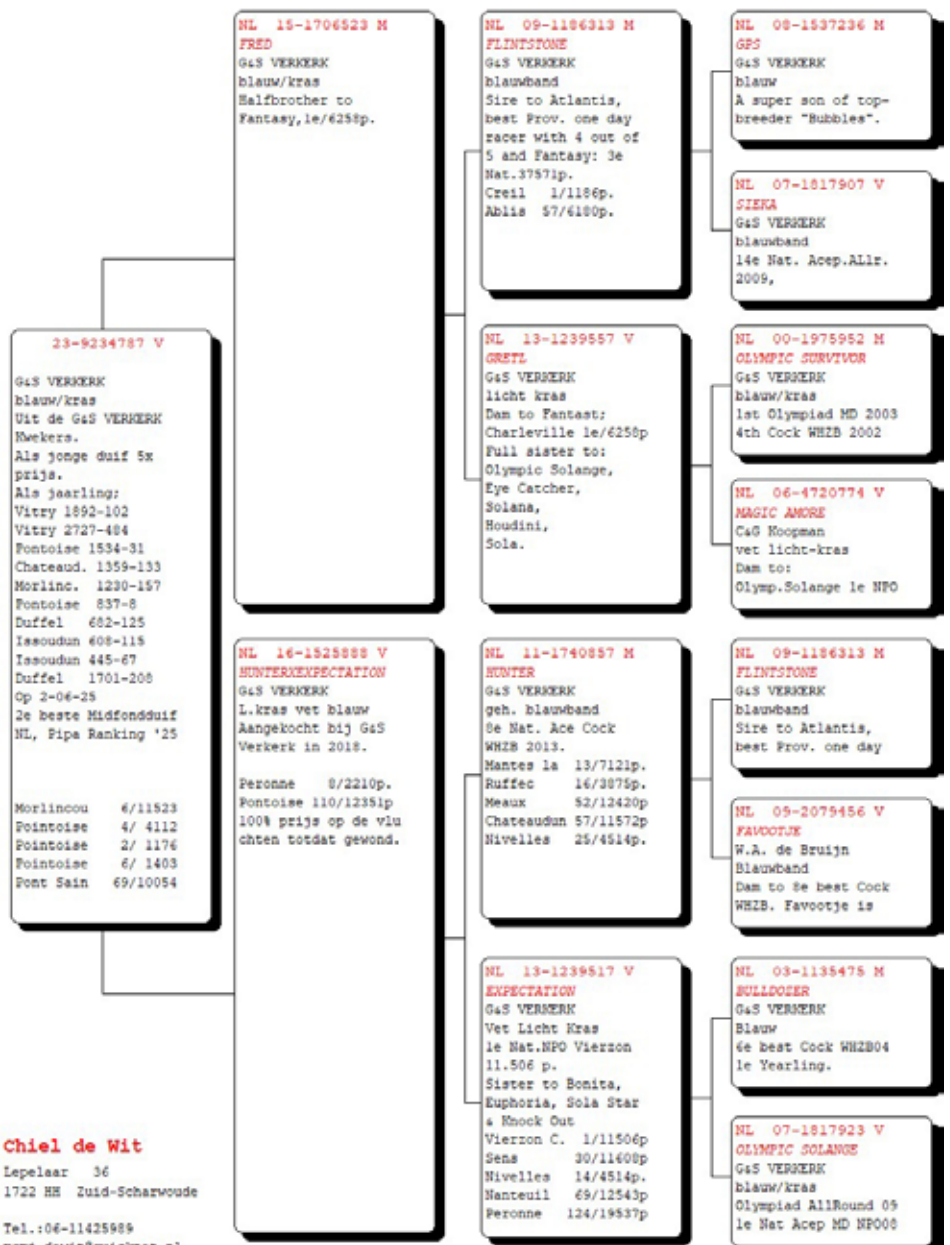 23-9234787 V
G&S VERKERK
blauw/kras
Uit de G&S VERKERK
Kwekers.
Als jonge duif 5x
prijs.
Als jaarling;
Vitry 1892-102
Vitry 2727-484
Pontoise 1534-31
Chateaud. 1359-133
Morlinc. 1230-157
Pontoise 837-8
Duffel 682-125
Issoudun 608-115
Issoudun 445-67
Duffel 1701-208
Op 2-06-25
2e beste Midfondduif
NL, Pipa Ranking '25
Morlincou 6/11523
Pointoise 4/ 4112
Pointoise 2/ 1176
Pointoise 6/ 1403
Pont Sain 69/10054
NL 15-1706523 M
FRED
G&S VERKERK
blauw/kras
Halfbrother to
Fantasy,1e/6258p.
NL 16-1525888 V
HUNTERXEXPECTATION
G&S VERKERK
L.kras vet blauw
Aangekocht bij G&S
Verkerk in 2018.
Peronne 8/2210p.
Pontoise 110/12351p
100% prijs op de vlu
chten totdat gewond.
NL 09-1186313 M
FLINTSTONE
G&S VERKERK
blauwband
Sire to Atlantis,
best Prov. one day
racer with 4 out of
5 and Fantasy: 3e
Nat.37571p.
Creil 1/1186p.
Ablis 57/6180p.
NL 13-1239557 V
GRETL
G&S VERKERK
licht kras
Dam to Fantast;
Charleville 1e/6258p
Full sister to:
Olympic Solange,
Eye Catcher,
Solana,
Houdini,
Sola.
NL 11-1740857 M
HUNTER
G&S VERKERK
geh. blauwband
8e Nat. Ace Cock
WHZB 2013.
Mantes la 13/7121p.
Ruffec 16/3875p.
Meaux 52/12420p
Chateaudun 57/11572p
Nivelles 25/4514p.
NL 13-1239517 V
EXPECTATION
G&S VERKERK
Vet Licht Kras
1e Nat.NPO Vierzon
11.506 p.
Sister to Bonita,
Euphoria, Sola Star
& Knock Out
Vierzon C. 1/11506p
Sens 30/11608p
Nivelles 14/4514p.
Nanteuil 69/12543p
Peronne 124/19537p
NL 08-1537236 M
GPS
G&S VERKERK
blauw
A super son of top-
breeder "Bubbles".
NL 07-1817907 V
SIEKA
G&S VERKERK
blauwband
14e Nat. Acep.ALlr.
2009,
NL 00-1975952 M
OLYMPIC SURVIVOR
G&S VERKERK
blauw/kras
1st Olympiad MD 2003
4th Cock WHZB 2002
NL 06-4720774 V
MAGIC AMORE
C&G Koopman
vet licht-kras
Dam to:
Olymp.Solange 1e NPO
NL 09-1186313 M
FLINTSTONE
G&S VERKERK
blauwband
Sire to Atlantis,
best Prov. one day
NL 09-2079456 V
FAVOOTJE
W.A. de Bruijn
Blauwband
Dam to 8e best Cock
WHZB. Favootje is
NL 03-1135475 M
BULLDOZER
G&S VERKERK
Blauw
6e best Cock WHZB04
1e Yearling.
NL 07-1817923 V
OLYMPIC SOLANGE
G&S VERKERK
blauw/kras
Olympiad AllRound 09
1e Nat Acep MD NPO08
Chiel de Wit
Lepelaar 36
1722 HH Zuid-Scharwoude
Tel.:06-11425989